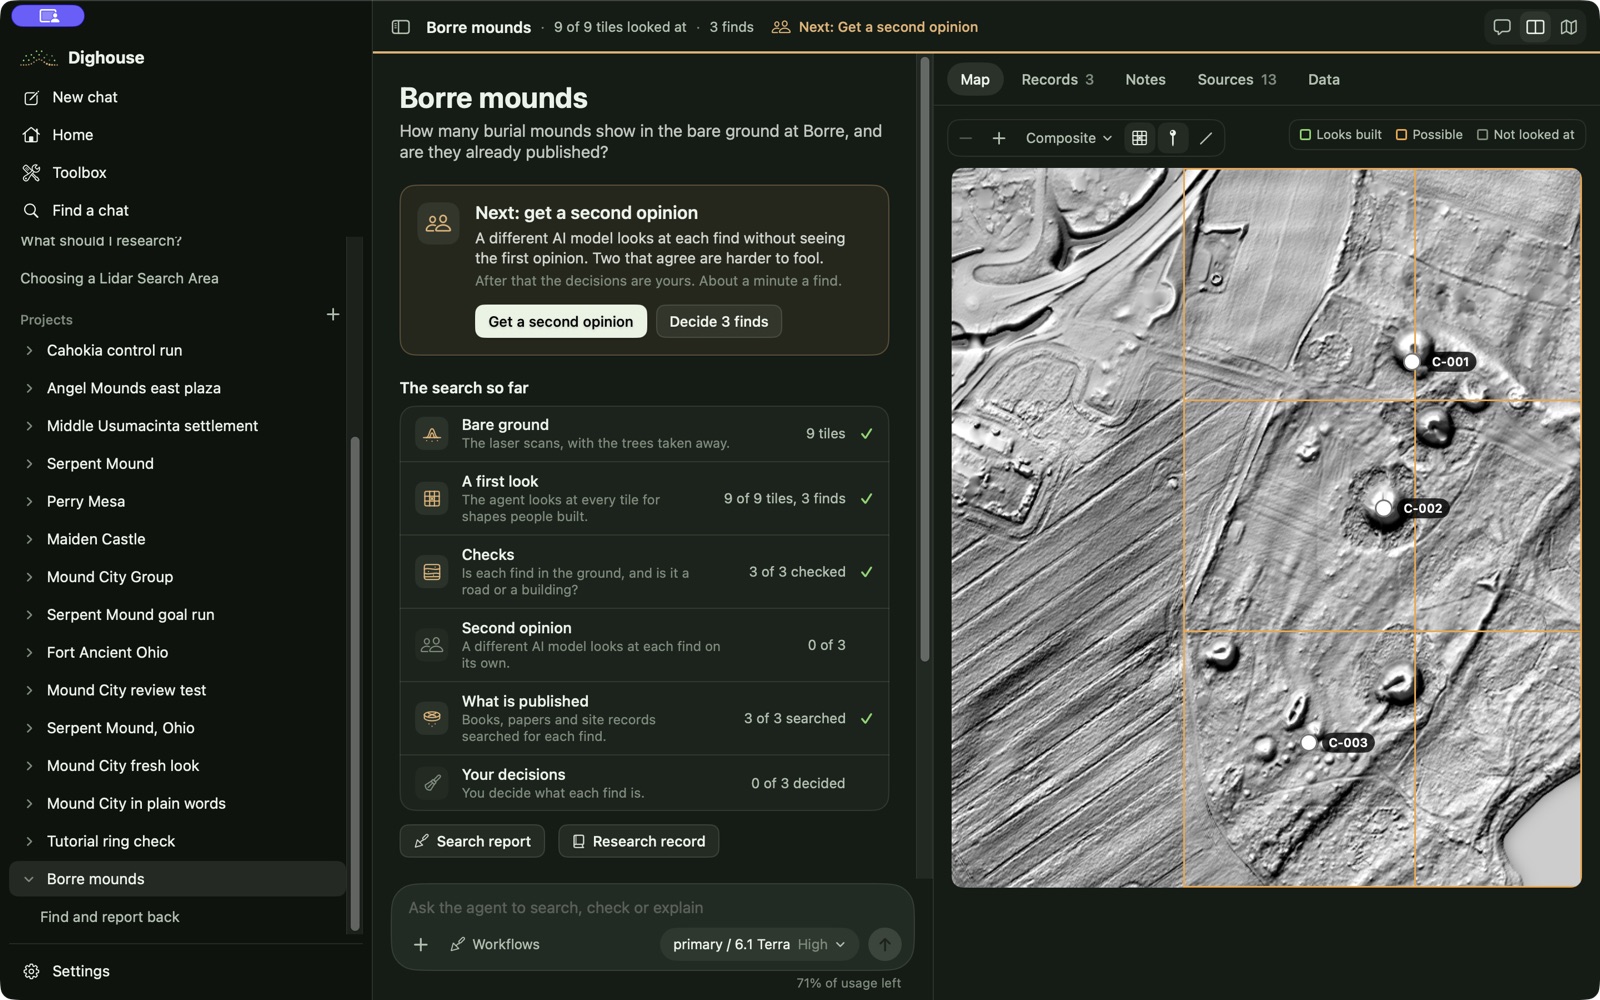 Dighouse
New chat
Home
Toolbox
Find a chat
What should I research?
Choosing a Lidar Search Area
Projects
Cahokia control run
Angel Mounds east plaza
Middle Usumacinta settlement
Serpent Mound
Perry Mesa
Maiden Castle
Mound City Group
Serpent Mound goal run
Fort Ancient Ohio
Mound City review test
Serpent Mound, Ohio
Mound City fresh look
Mound City in plain words
Tutorial ring check
Borre mounds
Find and report back
Settings
Borre mounds · 9 of 9 tiles looked at · 3 finds Next: Get a second opinion
Borre mounds
How many burial mounds show in the bare ground at Borre, and
are they already published?
Next: get a second opinion
A different AI model looks at each find without seeing
the first opinion. Two that agree are harder to fool.
After that the decisions are yours. About a minute a find.
Get a second opinion Decide 3 finds
The search so far
Bare ground
The laser scans, with the trees taken away.
9 tiles
A first look
The agent looks at every tile for
shapes people built.
9 of 9 tiles, 3 finds
Checks
Is each find in the ground, and is it a
road or a building?
3 of 3 checked
Second opinion
A different AI model looks at each find on
its own.
0 of 3
What is published
Books, papers and site records
searched for each find.
3 of 3 searched
Your decisions
You decide what each find is.
0 of 3 decided
Search report Research record
Ask the agent to search, check or explain
Workflows primary / 6.1 Terra High
71% of usage left
Map Records 3 Notes Sources 13 Data
Composite
Looks built Possible Not looked at
C-001
C-002
C-003